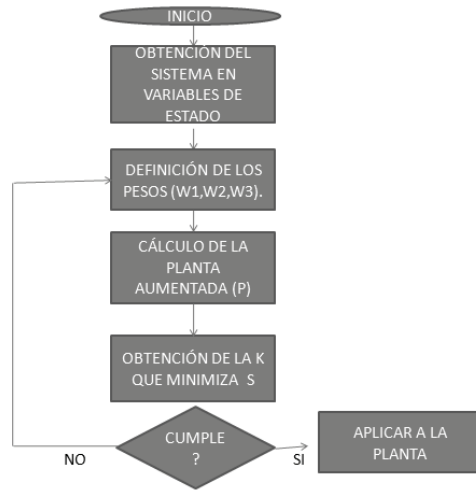 INICIO
OBTENCIÓN DEL
SISTEMA EN
VARIABLES DE
ESTADO
DEFINICIÓN DE LOS
PESOS (W1,W2,W3).
CÁLCULO DE LA
PLANTA
AUMENTADA (P)
OBTENCIÓN DE LA K
QUE MINIMIZA S
CUMPLE
?
NO
SI
APLICAR A LA
PLANTA